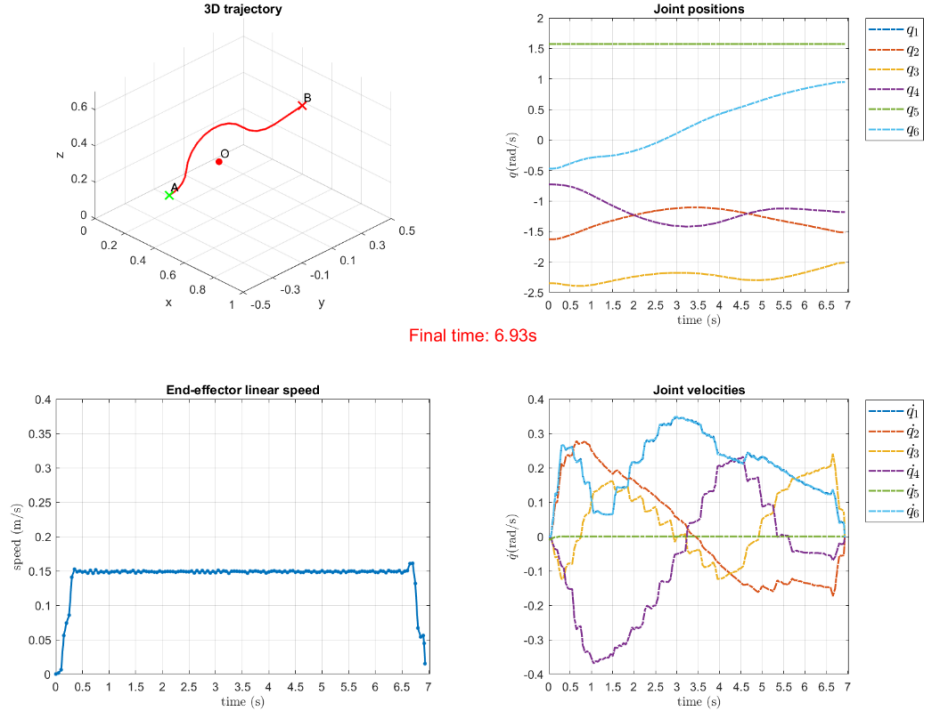 3D trajectory
0.6
0.4
0.2
0
z
0
0.2
0.4
0.6
0.8
1
x
-0.5
-0.3
-0.1
0.1
0.3
0.5
y
A
O
B
Joint positions
2
1.5
1
0.5
0
-0.5
-1
-1.5
-2
-2.5
q(rad/s)
0 0.5 1 1.5 2 2.5 3 3.5 4 4.5 5 5.5 6 6.5 7
time (s)
q1
q2
q3
q4
q5
q6
Final time: 6.93s
End-effector linear speed
0.4
0.35
0.3
0.25
0.2
0.15
0.1
0.05
0
speed (m/s)
0 0.5 1 1.5 2 2.5 3 3.5 4 4.5 5 5.5 6 6.5 7
time (s)
Joint velocities
0.4
0.3
0.2
0.1
0
-0.1
-0.2
-0.3
-0.4
q̇(rad/s)
0 0.5 1 1.5 2 2.5 3 3.5 4 4.5 5 5.5 6 6.5 7
time (s)
q̇1
q̇2
q̇3
q̇4
q̇5
q̇6